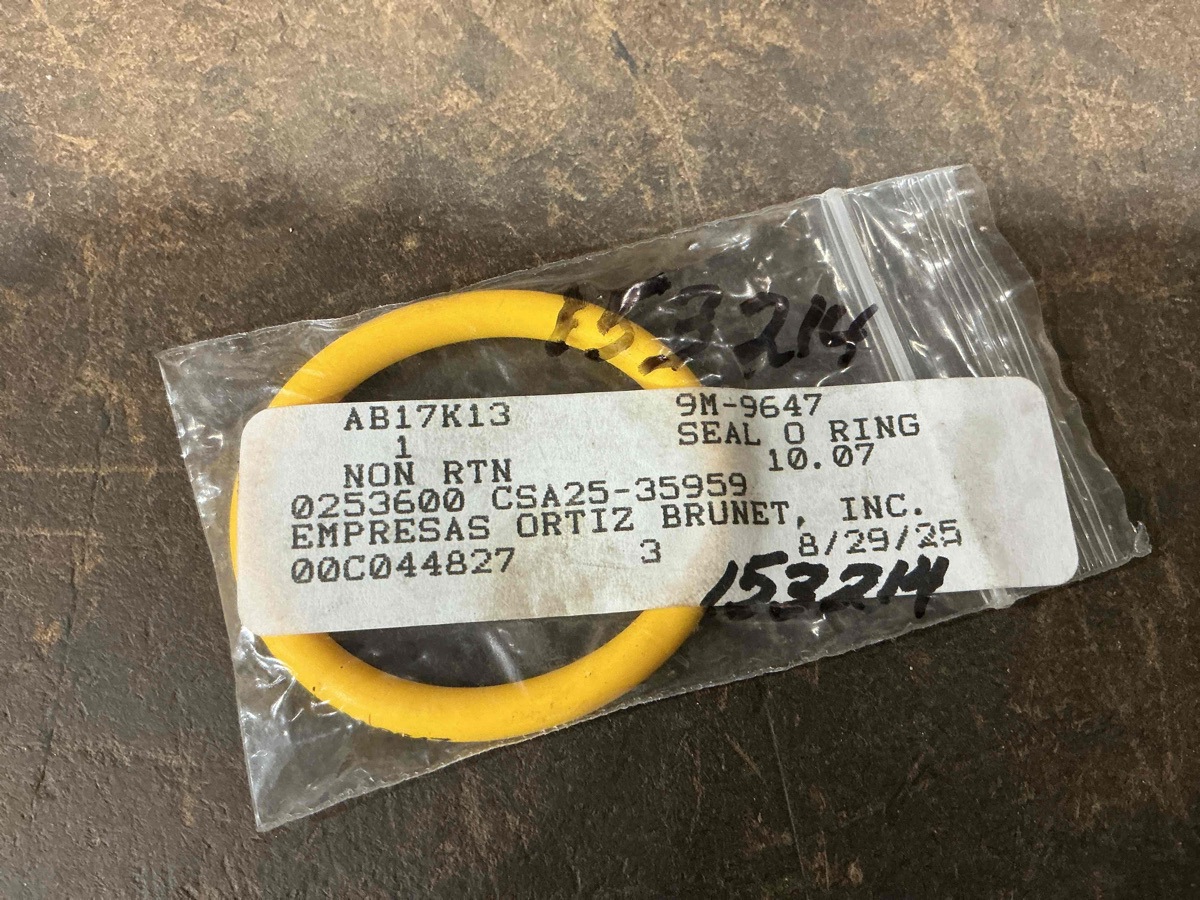 153214
AB17K13 9M-9647
1 SEAL O RING
NON RTN 10.07
0253600 CSA25-35959
EMPRESAS ORTIZ BRUNET, INC.
00C044827 3 8/29/25
153214